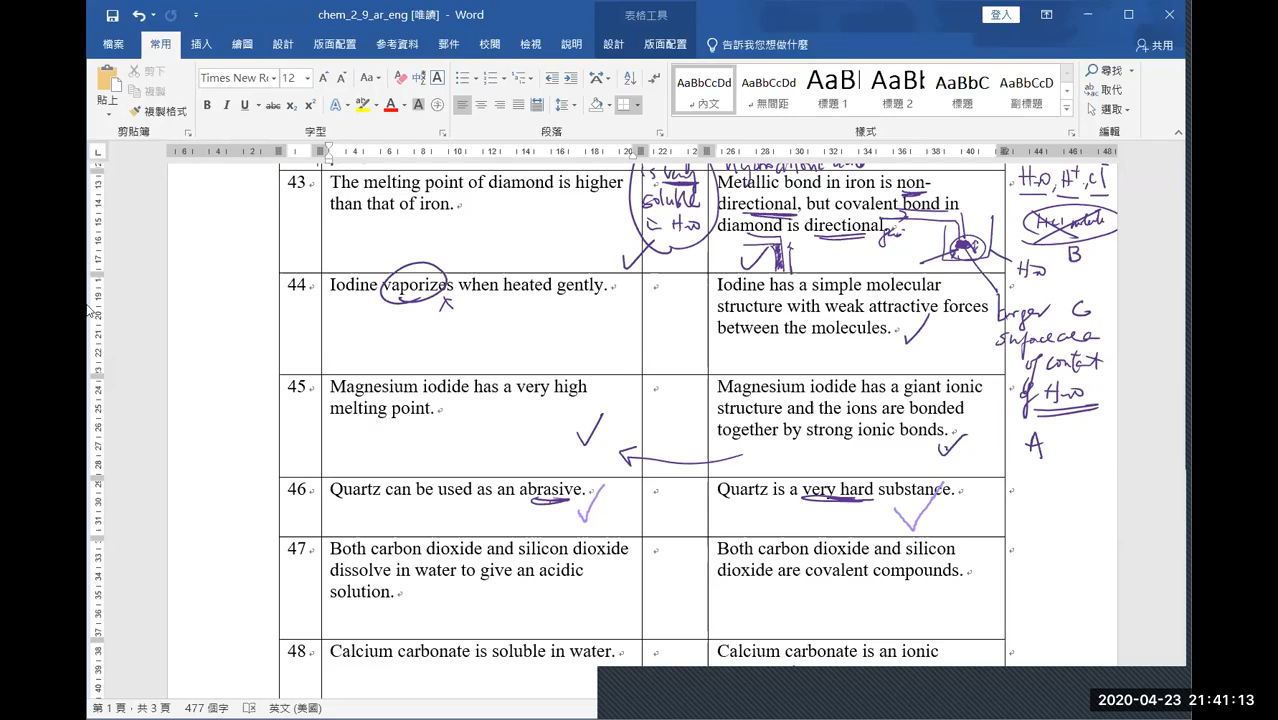 chem_2_9_ar_eng [唯讀] - Word
表格工具
登入
檔案 常用 插入 繪圖 設計 版面配置 參考資料 郵件 校閱 檢視 說明 設計 版面配置 告訴我您想做什麼 共用
貼上
剪下
複製
複製格式
Times New R 12
B I U abc X₂ X²
AaBbCcDd AaBbCcDd AaBl AaBbl AaBbC AaBbCcD
內文 無間距 標題 1 標題 2 標題 副標題
尋找
取代
選取
剪貼簿 字型 段落 樣式 編輯
is very
soluble
in H₂O
43 The melting point of diamond is higher
than that of iron.
Metallic bond in iron is non-
directional, but covalent bond in
diamond is directional.
H₂O, H⁺, Cl⁻
B
H₂O
44 Iodine vaporizes when heated gently.
Iodine has a simple molecular
structure with weak attractive forces
between the molecules.
larger
surface area
of contact
of H₂O
A
45 Magnesium iodide has a very high
melting point.
Magnesium iodide has a giant ionic
structure and the ions are bonded
together by strong ionic bonds.
46 Quartz can be used as an abrasive. Quartz is a very hard substance.
47 Both carbon dioxide and silicon dioxide
dissolve in water to give an acidic
solution.
Both carbon dioxide and silicon
dioxide are covalent compounds.
48 Calcium carbonate is soluble in water. Calcium carbonate is an ionic
第 1 頁，共 3 頁 477 個字 英文 (美國)
2020-04-23 21:41:13